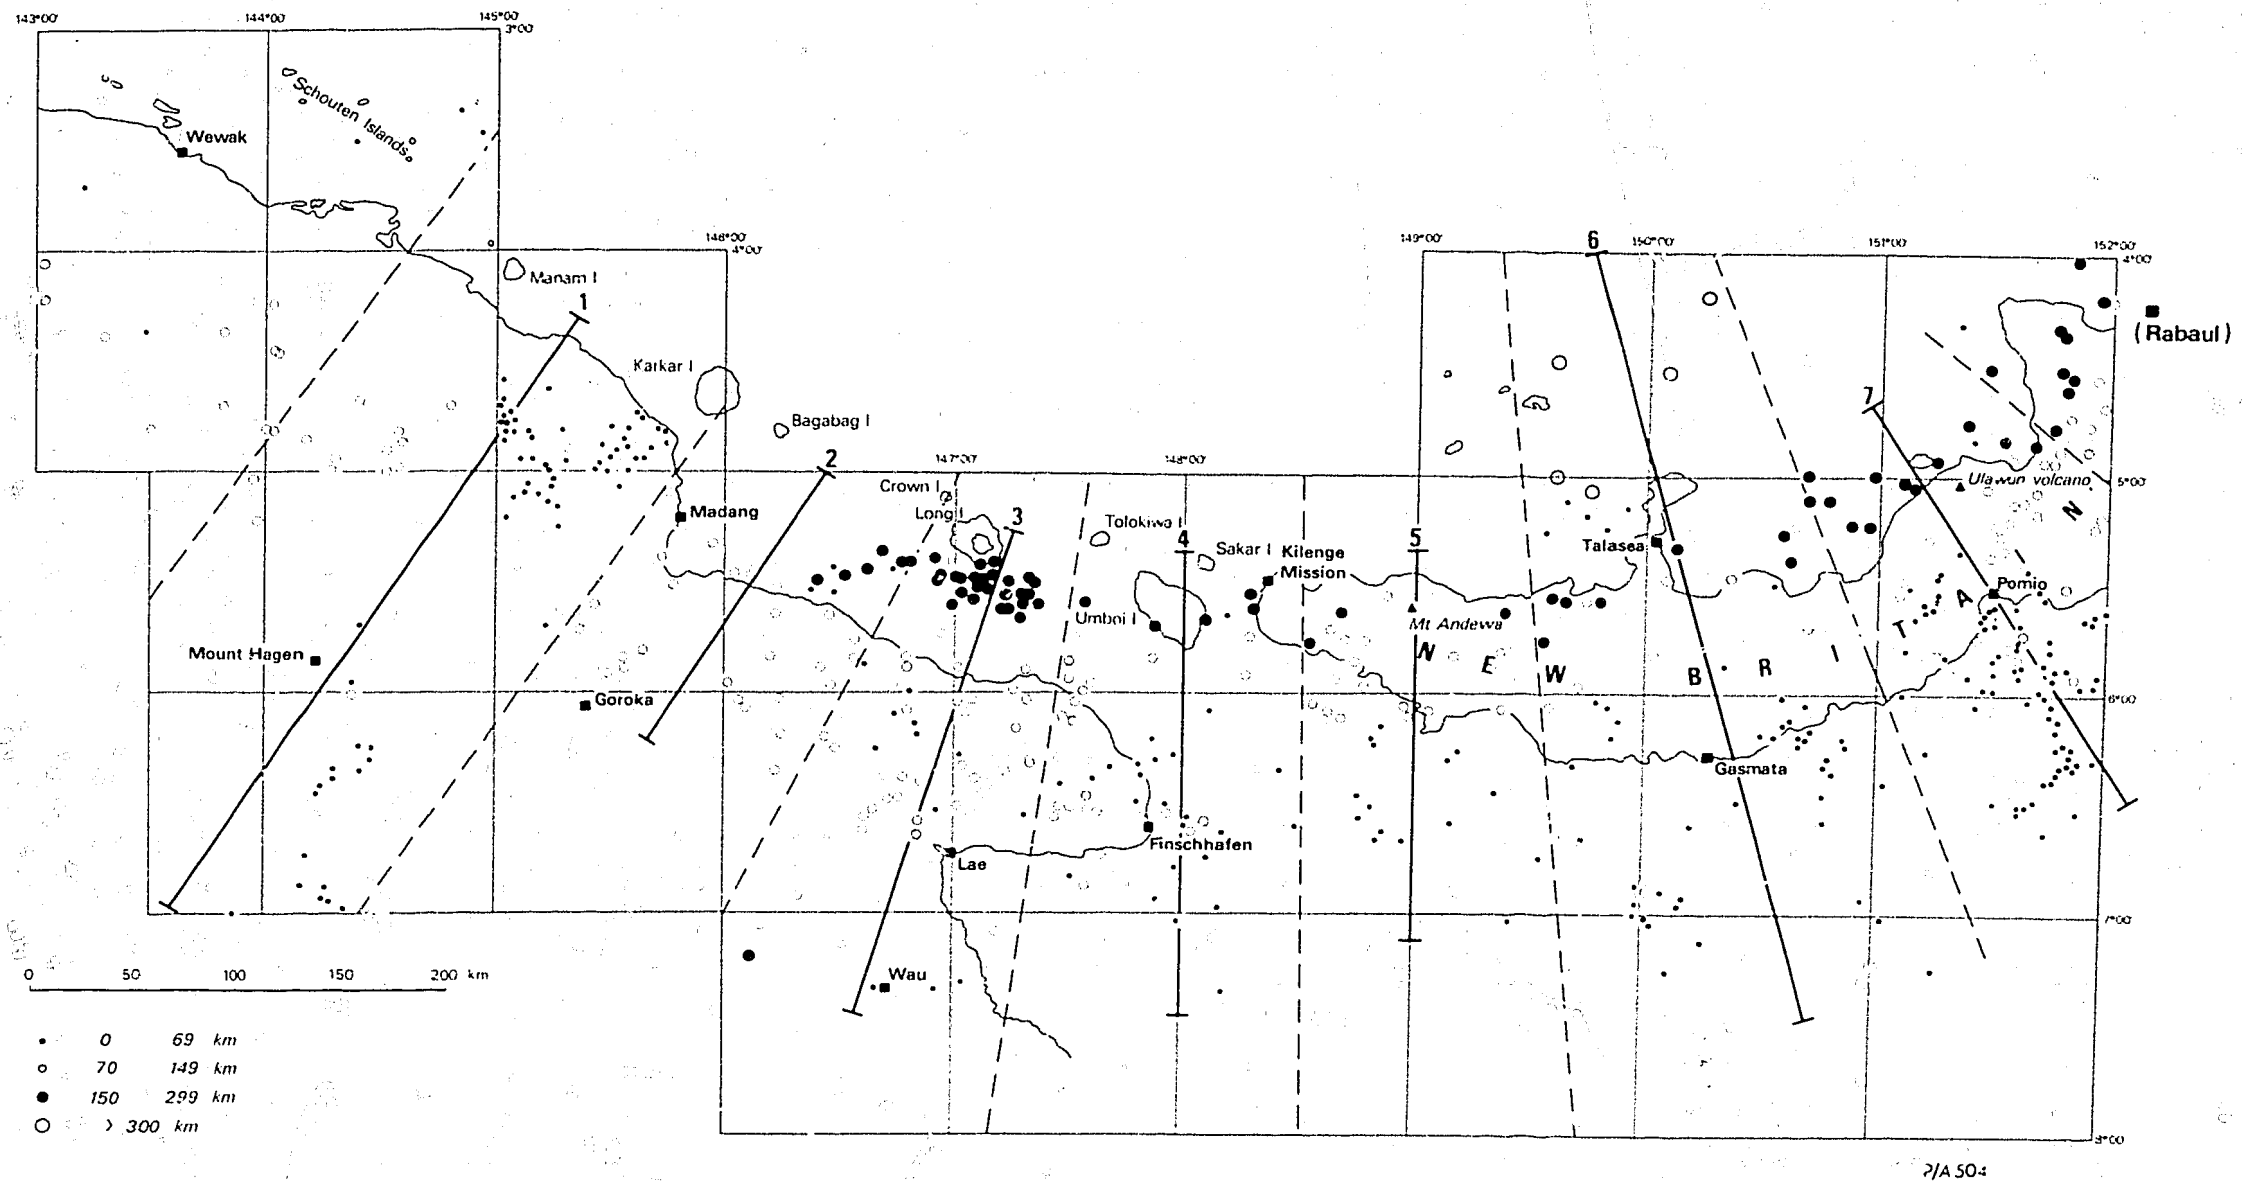 143°00'
144°00'
145°00'
3°00'
Schouten Islands
Wewak
146°00'
4°00'
149°00'
6
150°00'
151°00'
152°00'
4°00'
Manam I
1
(Rabaul)
Karkar I
7
Bagabag I
2
147°00'
148°00'
Crown I
Long I
3
Madang
Tolokiwa I
4
Sakar I
Kilenge
Mission
5
Talasea
Ulawun volcano
5°00'
Pomio
Umboi I
Mt Andewa
Mount Hagen
NEW BRITAIN
Goroka
6°00'
Gasmata
Finschhafen
Lae
7°00'
Wau
0 50 100 150 200 km
0 69 km
70 149 km
150 299 km
> 300 km
8°00'